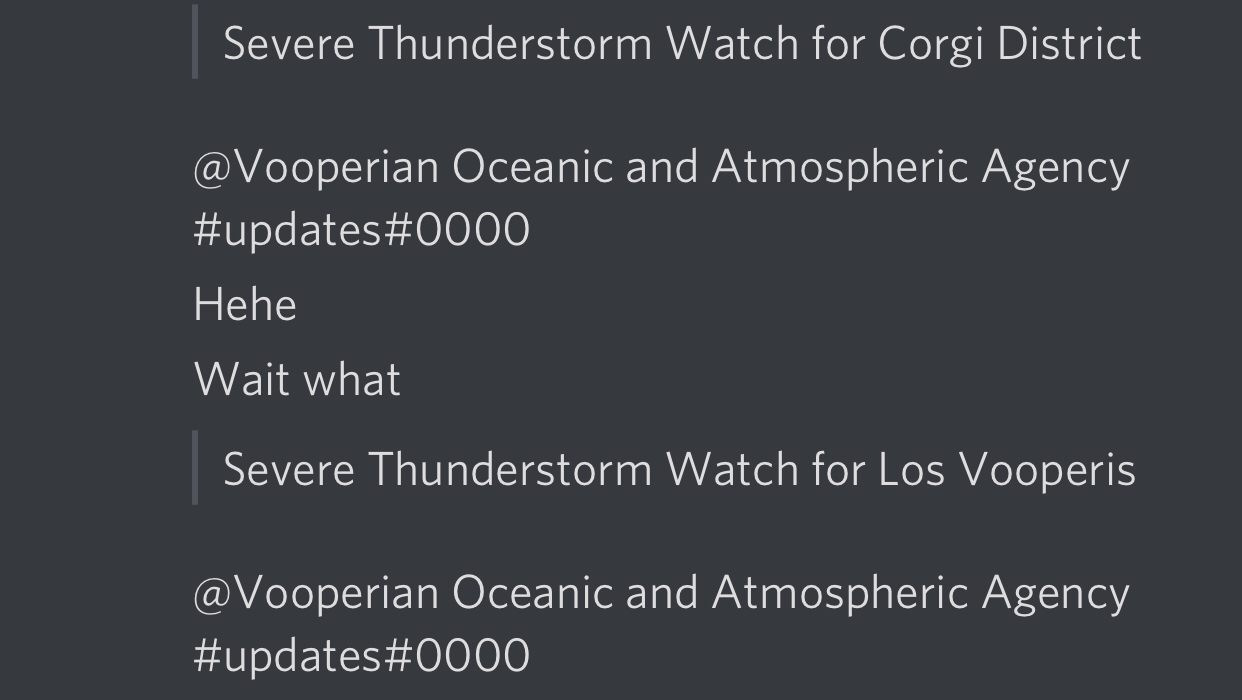 Severe Thunderstorm Watch for Corgi District
@Vooperian Oceanic and Atmospheric Agency
#updates#0000
Hehe
Wait what
Severe Thunderstorm Watch for Los Vooperis
@Vooperian Oceanic and Atmospheric Agency
#updates#0000